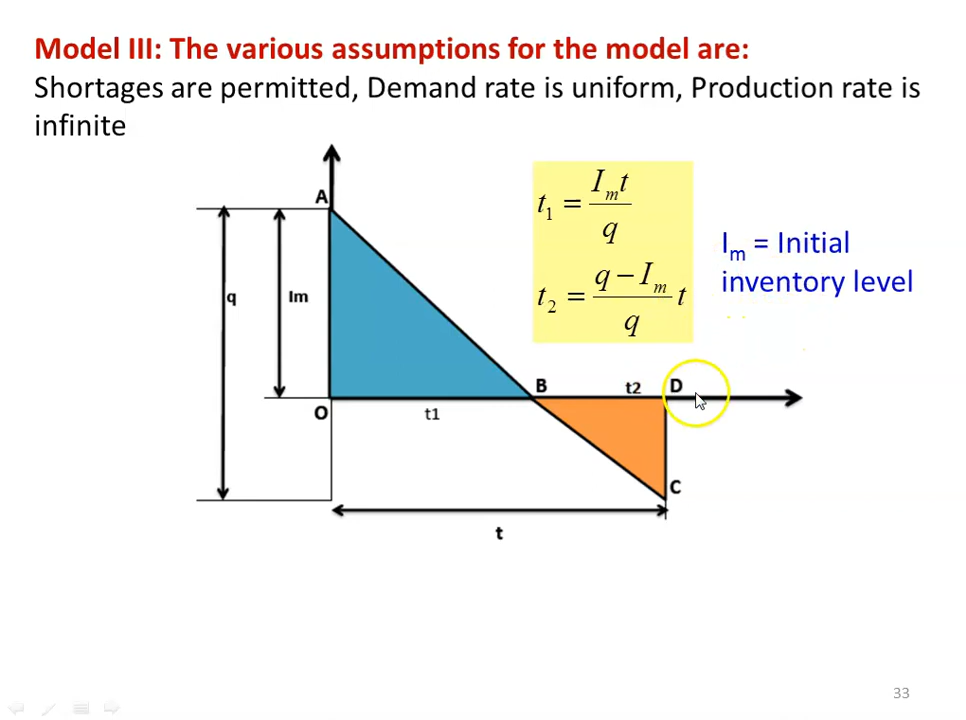 Model III: The various assumptions for the model are:
Shortages are permitted, Demand rate is uniform, Production rate is
infinite
A
t₁ = Iₘt / q
Iₘ = Initial
inventory level
q
Im
t₂ = (q − Iₘ / q) t
B
t2
D
O
t1
C
t
33